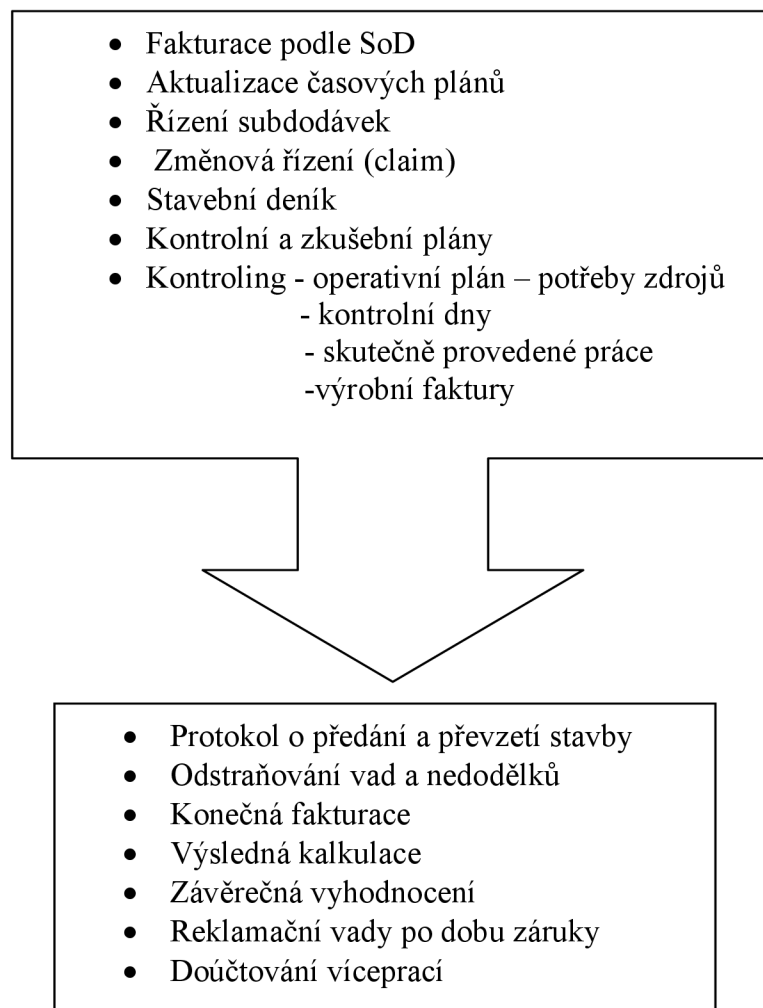 • Fakturace podle SoD
• Aktualizace časových plánů
• Řízení subdodávek
• Změnová řízení (claim)
• Stavební deník
• Kontrolní a zkušební plány
• Kontroling - operativní plán – potřeby zdrojů
- kontrolní dny
- skutečně provedené práce
-výrobní faktury
• Protokol o předání a převzetí stavby
• Odstraňování vad a nedodělků
• Konečná fakturace
• Výsledná kalkulace
• Závěrečná vyhodnocení
• Reklamační vady po dobu záruky
• Doúčtování víceprací